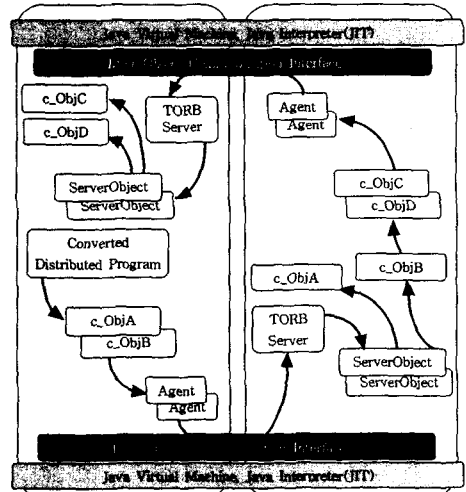 Java Virtual Machine, Java Interpreter(JIT)
Interface
c_ObjC
c_ObjD
TORB
Server
ServerObject
ServerObject
Converted
Distributed Program
c_ObjA
c_ObjB
Agent
Agent
Agent
Agent
c_ObjC
c_ObjD
c_ObjB
c_ObjA
TORB
Server
ServerObject
ServerObject
Interface
Java Virtual Machine, Java Interpreter(JIT)